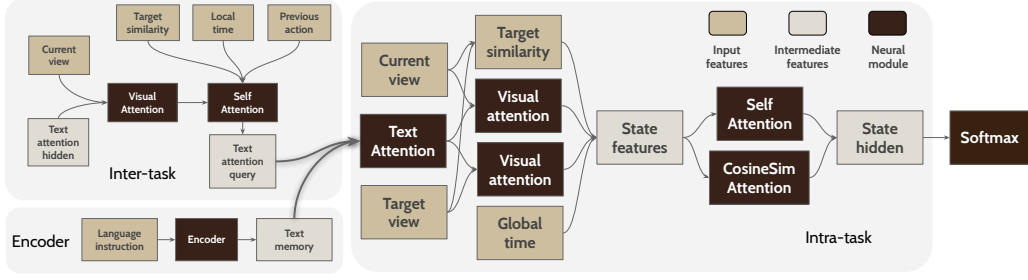 Target
similarity
Local
time
Previous
action
Current
view
Visual
Attention
Self
Attention
Text
attention
hidden
Text
attention
query
Inter-task
Encoder
Language
instruction
Encoder
Text
memory
Current
view
Text
Attention
Target
view
Target
similarity
Visual
attention
Visual
attention
Global
time
State
features
Self
Attention
CosineSim
Attention
State
hidden
Softmax
Input
features
Intermediate
features
Neural
module
Intra-task